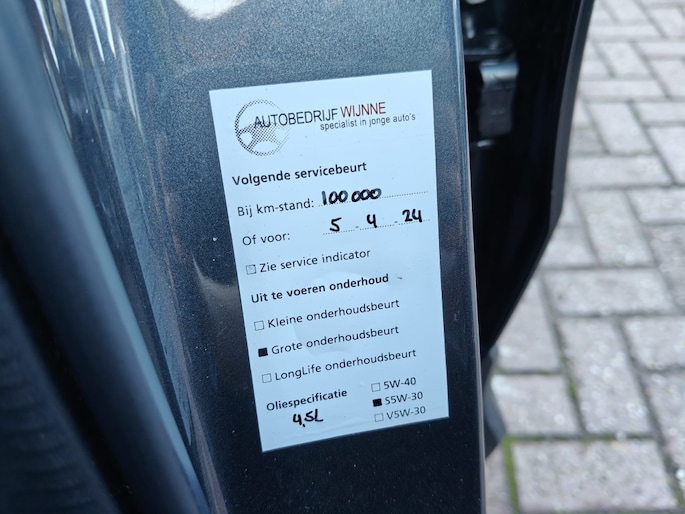 AUTOBEDRIJF WIJNNE
specialist in jonge auto's
Volgende servicebeurt
Bij km-stand: 100 000
Of voor: 5 - 4 - 24
Zie service indicator
Uit te voeren onderhoud
Kleine onderhoudsbeurt
Grote onderhoudsbeurt
LongLife onderhoudsbeurt
Oliespecificatie
4,5L
5W-40
S5W-30
V5W-30